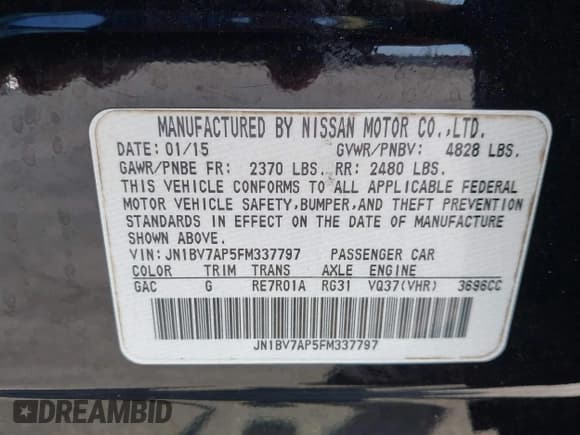 MANUFACTURED BY NISSAN MOTOR CO.,LTD.
DATE: 01/15 GVWR/PNBV: 4828 LBS.
GAWR/PNBE FR: 2370 LBS. RR: 2480 LBS.
THIS VEHICLE CONFORMS TO ALL APPLICABLE FEDERAL
MOTOR VEHICLE SAFETY,BUMPER,AND THEFT PREVENTION
STANDARDS IN EFFECT ON THE DATE OF MANUFACTURE
SHOWN ABOVE.
VIN:JN1BV7AP5FM337797 PASSENGER CAR
COLOR TRIM TRANS AXLE ENGINE
GAC G RE7R01A RG31 VQ37(VHR) 3696CC
JN1BV7AP5FM337797
DREAMBID